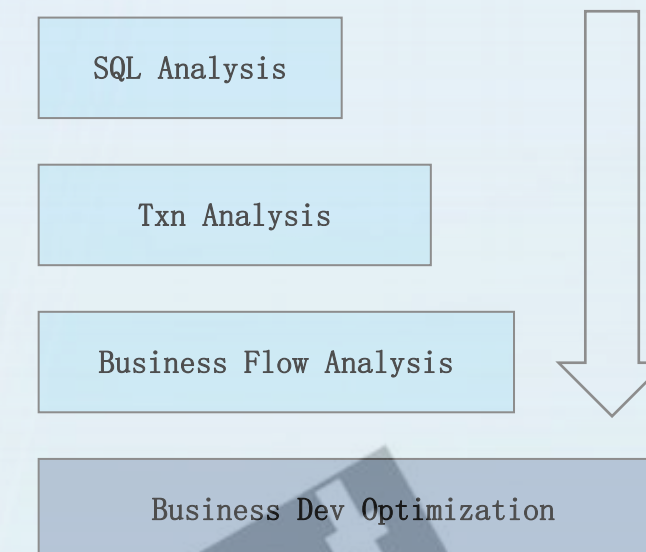 SQL Analysis
Txn Analysis
Business Flow Analysis
Business Dev Optimization